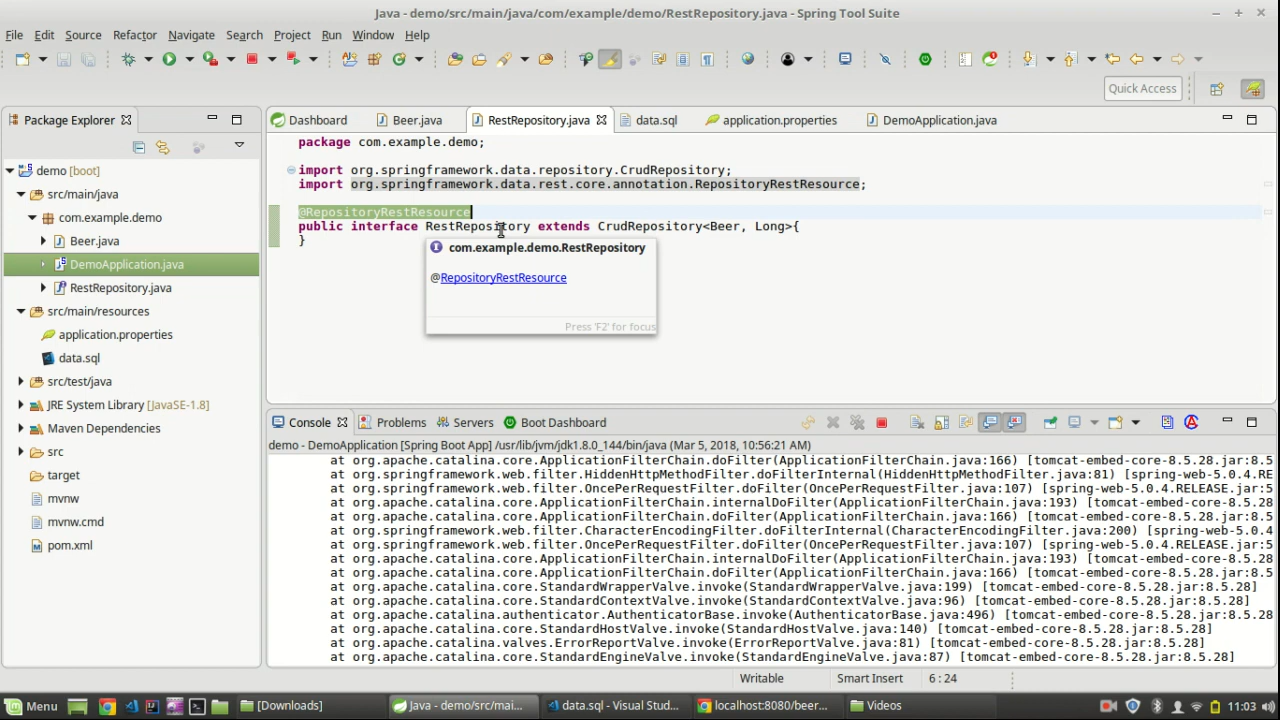 Java - demo/src/main/java/com/example/demo/RestRepository.java - Spring Tool Suite
File Edit Source Refactor Navigate Search Project Run Window Help
Quick Access
Package Explorer
demo [boot]
src/main/java
com.example.demo
Beer.java
DemoApplication.java
RestRepository.java
src/main/resources
application.properties
data.sql
src/test/java
JRE System Library [JavaSE-1.8]
Maven Dependencies
src
target
mvnw
mvnw.cmd
pom.xml
Dashboard Beer.java RestRepository.java data.sql application.properties DemoApplication.java
package com.example.demo;
import org.springframework.data.repository.CrudRepository;
import org.springframework.data.rest.core.annotation.RepositoryRestResource;
@RepositoryRestResource
public interface RestRepository extends CrudRepository<Beer, Long>{
}
com.example.demo.RestRepository
@RepositoryRestResource
Press 'F2' for focus
Console Problems Servers Boot Dashboard
demo - DemoApplication [Spring Boot App] /usr/lib/jvm/jdk1.8.0_144/bin/java (Mar 5, 2018, 10:56:21 AM)
at org.apache.catalina.core.ApplicationFilterChain.doFilter(ApplicationFilterChain.java:166) [tomcat-embed-core-8.5.28.jar:8.5
at org.springframework.web.filter.HiddenHttpMethodFilter.doFilterInternal(HiddenHttpMethodFilter.java:81) [spring-web-5.0.4.RE
at org.springframework.web.filter.OncePerRequestFilter.doFilter(OncePerRequestFilter.java:107) [spring-web-5.0.4.RELEASE.jar:5
at org.apache.catalina.core.ApplicationFilterChain.internalDoFilter(ApplicationFilterChain.java:193) [tomcat-embed-core-8.5.28
at org.apache.catalina.core.ApplicationFilterChain.doFilter(ApplicationFilterChain.java:166) [tomcat-embed-core-8.5.28.jar:8.5
at org.springframework.web.filter.CharacterEncodingFilter.doFilterInternal(CharacterEncodingFilter.java:200) [spring-web-5.0.4
at org.springframework.web.filter.OncePerRequestFilter.doFilter(OncePerRequestFilter.java:107) [spring-web-5.0.4.RELEASE.jar:5
at org.apache.catalina.core.ApplicationFilterChain.internalDoFilter(ApplicationFilterChain.java:193) [tomcat-embed-core-8.5.28
at org.apache.catalina.core.ApplicationFilterChain.doFilter(ApplicationFilterChain.java:166) [tomcat-embed-core-8.5.28.jar:8.5
at org.apache.catalina.core.StandardWrapperValve.invoke(StandardWrapperValve.java:199) [tomcat-embed-core-8.5.28.jar:8.5.28]
at org.apache.catalina.core.StandardContextValve.invoke(StandardContextValve.java:96) [tomcat-embed-core-8.5.28.jar:8.5.28]
at org.apache.catalina.authenticator.AuthenticatorBase.invoke(AuthenticatorBase.java:496) [tomcat-embed-core-8.5.28.jar:8.5.28
at org.apache.catalina.core.StandardHostValve.invoke(StandardHostValve.java:140) [tomcat-embed-core-8.5.28.jar:8.5.28]
at org.apache.catalina.valves.ErrorReportValve.invoke(ErrorReportValve.java:81) [tomcat-embed-core-8.5.28.jar:8.5.28]
at org.apache.catalina.core.StandardEngineValve.invoke(StandardEngineValve.java:87) [tomcat-embed-core-8.5.28.jar:8.5.28]
Writable Smart Insert 6 : 24
Menu [Downloads] Java - demo/src/mai... data.sql - Visual Stud... localhost:8080/beer... Videos 11:03